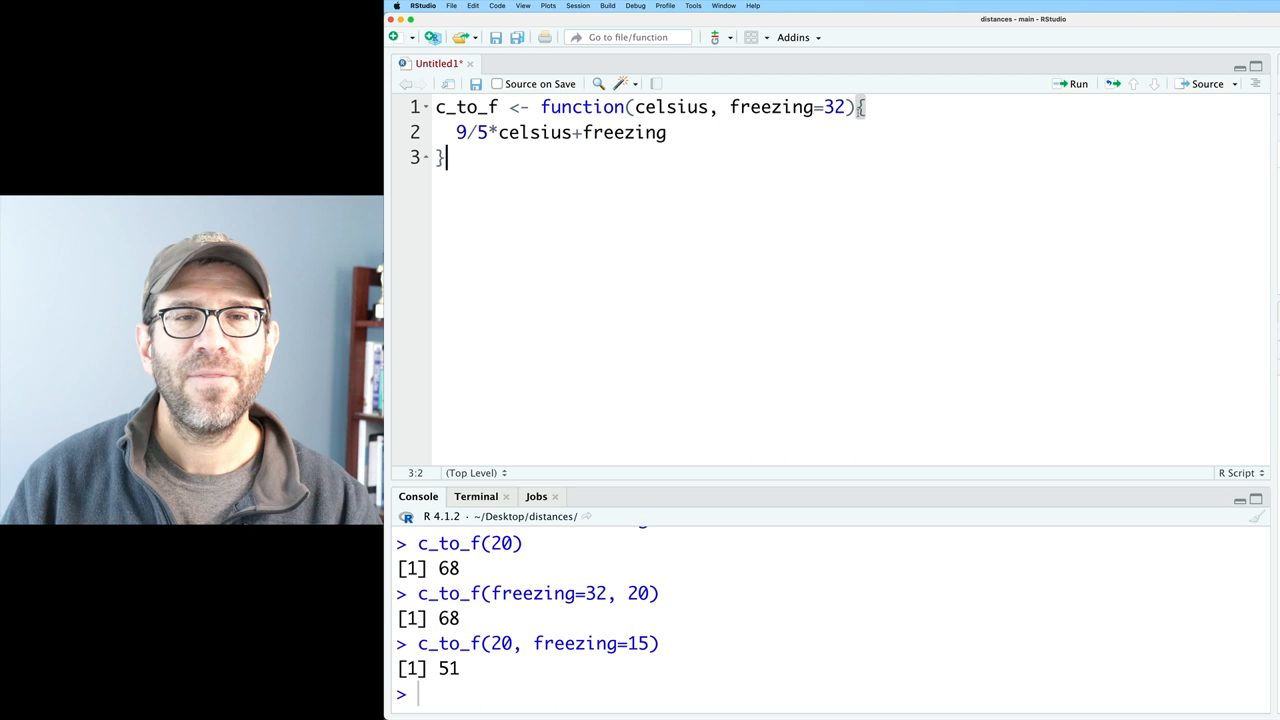 RStudio File Edit Code View Plots Session Build Debug Profile Tools Window Help
distances - main - RStudio
Go to file/function Addins
Untitled1* ×
Source on Save Run Source
1 c_to_f <- function(celsius, freezing=32){
2 9/5*celsius+freezing
3 }
3:2 (Top Level) R Script
Console Terminal × Jobs ×
R 4.1.2 · ~/Desktop/distances/
> c_to_f(20)
[1] 68
> c_to_f(freezing=32, 20)
[1] 68
> c_to_f(20, freezing=15)
[1] 51
>